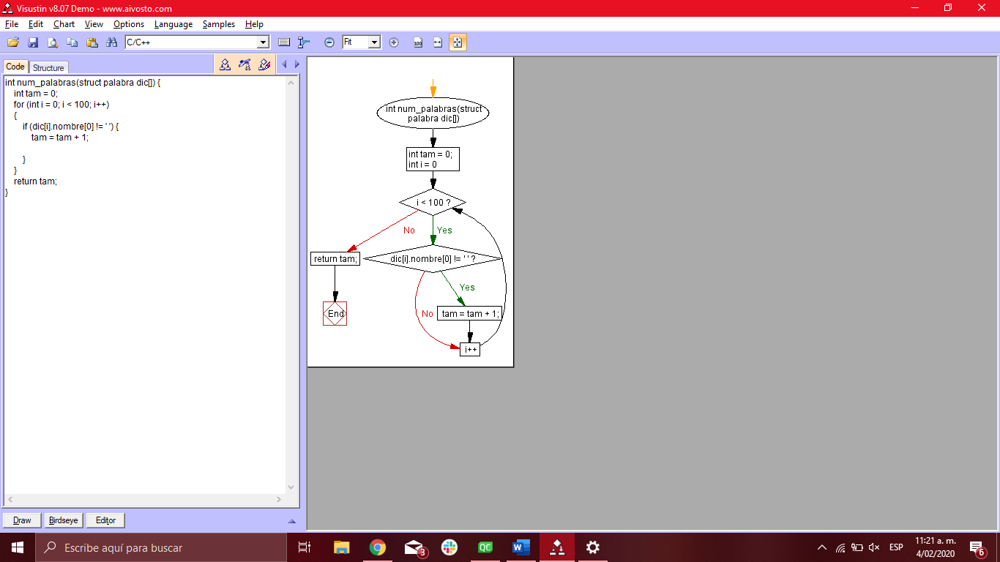 Visustin v8.07 Demo - www.aivosto.com
File Edit Chart View Options Language Samples Help
C/C++ Fit 100
Code Structure
int num_palabras(struct palabra dic[]) {
int tam = 0;
for (int i = 0; i < 100; i++)
{
if (dic[i].nombre[0] != ' ') {
tam = tam + 1;
}
}
return tam;
}
int num_palabras(struct
palabra dic[])
int tam = 0;
int i = 0
i < 100 ?
No Yes
return tam; dic[i].nombre[0] != ' ' ?
Yes
End No tam = tam + 1;
i++
Draw Birdseye Editor
Escribe aquí para buscar 3 QC W ESP 11:21 a. m.
4/02/2020 6